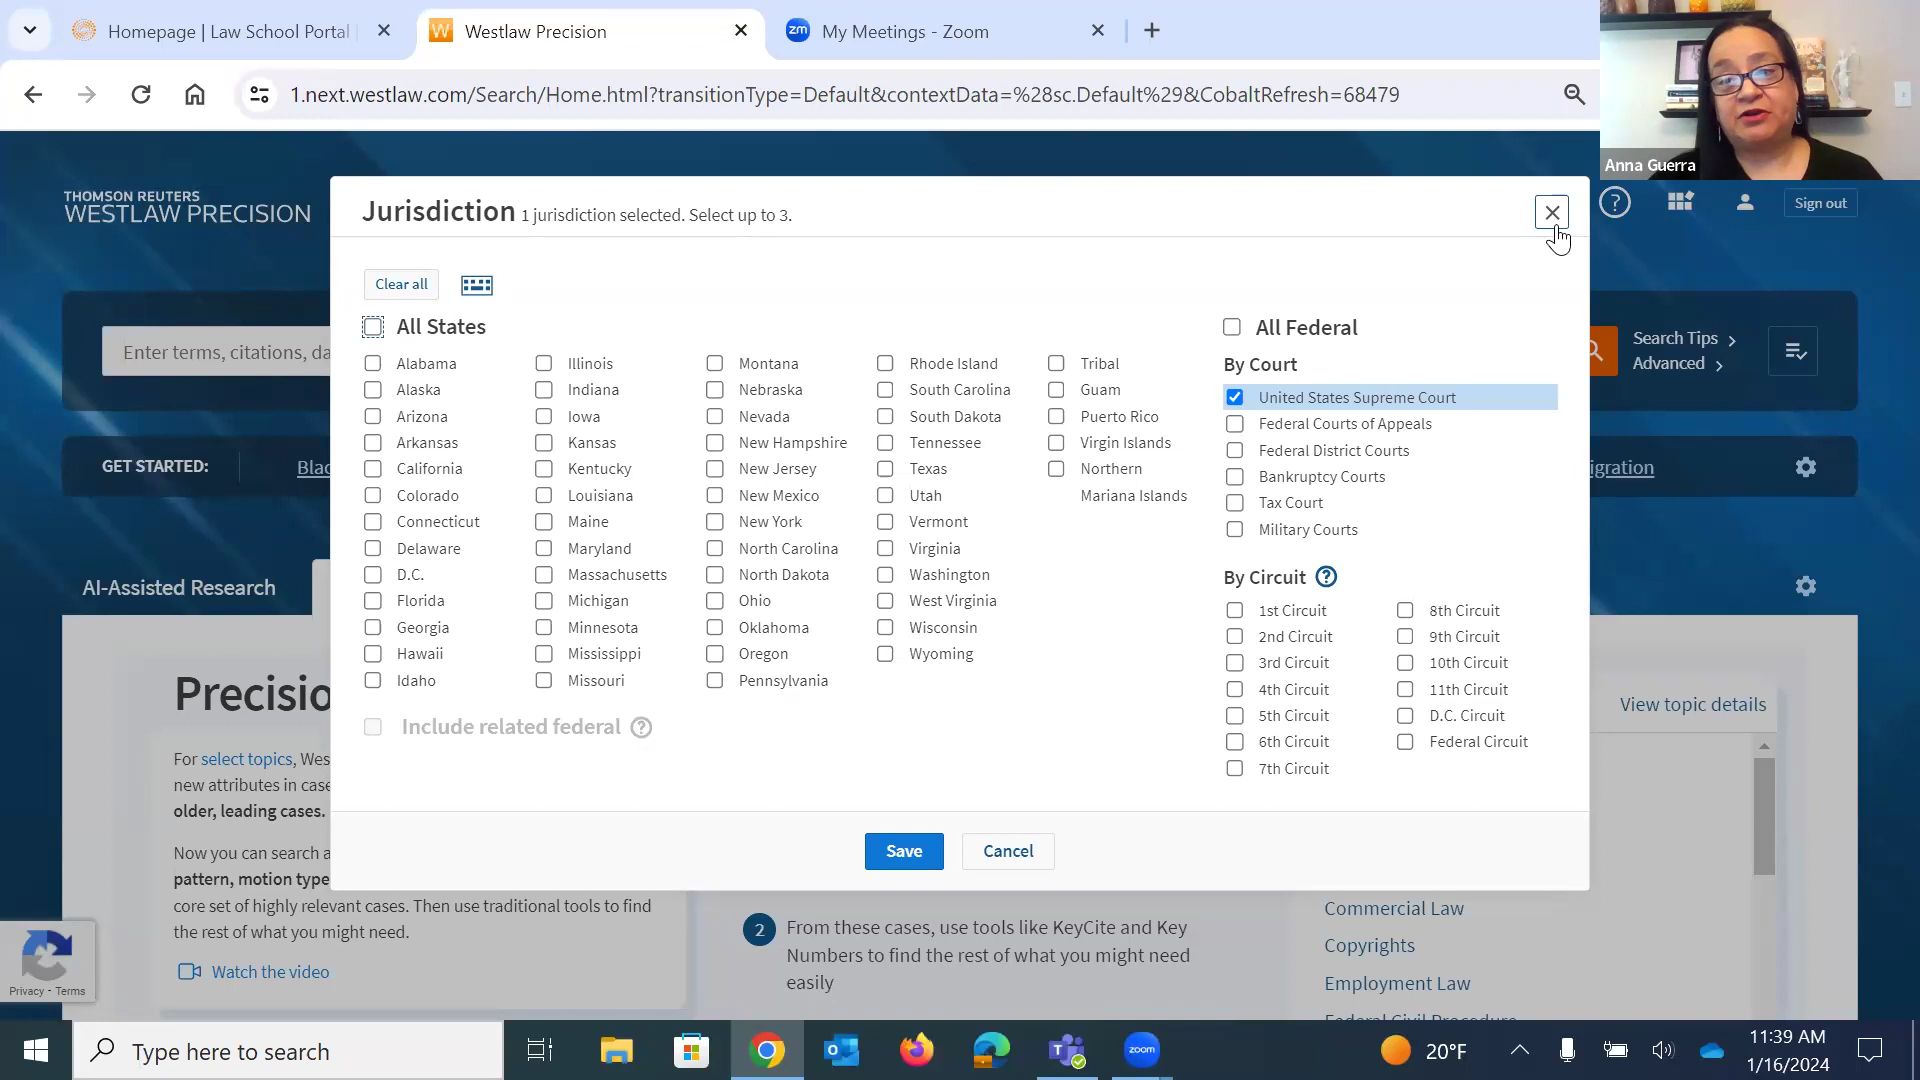 Homepage | Law School Portal
Westlaw Precision
My Meetings - Zoom
1.next.westlaw.com/Search/Home.html?transitionType=Default&contextData=%28sc.Default%29&CobaltRefresh=68479
Anna Guerra
THOMSON REUTERS
WESTLAW PRECISION
Sign out
Jurisdiction 1 jurisdiction selected. Select up to 3.
Clear all
All States
Alabama
Alaska
Arizona
Arkansas
California
Colorado
Connecticut
Delaware
D.C.
Florida
Georgia
Hawaii
Idaho
Illinois
Indiana
Iowa
Kansas
Kentucky
Louisiana
Maine
Maryland
Massachusetts
Michigan
Minnesota
Mississippi
Missouri
Montana
Nebraska
Nevada
New Hampshire
New Jersey
New Mexico
New York
North Carolina
North Dakota
Ohio
Oklahoma
Oregon
Pennsylvania
Rhode Island
South Carolina
South Dakota
Tennessee
Texas
Utah
Vermont
Virginia
Washington
West Virginia
Wisconsin
Wyoming
Tribal
Guam
Puerto Rico
Virgin Islands
Northern
Mariana Islands
Include related federal ?
All Federal
By Court
United States Supreme Court
Federal Courts of Appeals
Federal District Courts
Bankruptcy Courts
Tax Court
Military Courts
By Circuit ?
1st Circuit
2nd Circuit
3rd Circuit
4th Circuit
5th Circuit
6th Circuit
7th Circuit
8th Circuit
9th Circuit
10th Circuit
11th Circuit
D.C. Circuit
Federal Circuit
Save
Cancel
Enter terms, citations, da
Search Tips
Advanced
GET STARTED:
Blac
igration
AI-Assisted Research
Precisio
For select topics, Wes
new attributes in case
older, leading cases.
Now you can search a
pattern, motion type
core set of highly relevant cases. Then use traditional tools to find
the rest of what you might need.
Watch the video
2
From these cases, use tools like KeyCite and Key
Numbers to find the rest of what you might need
easily
View topic details
Commercial Law
Copyrights
Employment Law
Federal Civil Procedure
Privacy - Terms
Type here to search
20°F
11:39 AM
1/16/2024